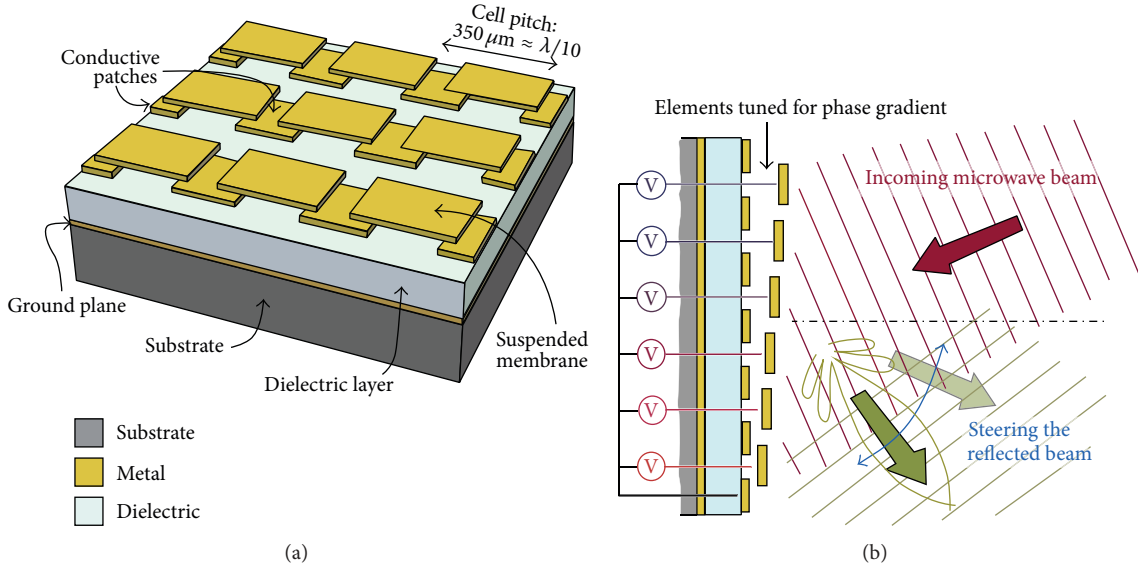 Cell pitch:
350 μm ≈ λ/10
Conductive
patches
Ground plane
Substrate
Dielectric layer
Suspended
membrane
Substrate
Metal
Dielectric
(a)
Elements tuned for phase gradient
V
V
V
V
V
V
Incoming microwave beam
Steering the
reflected beam
(b)